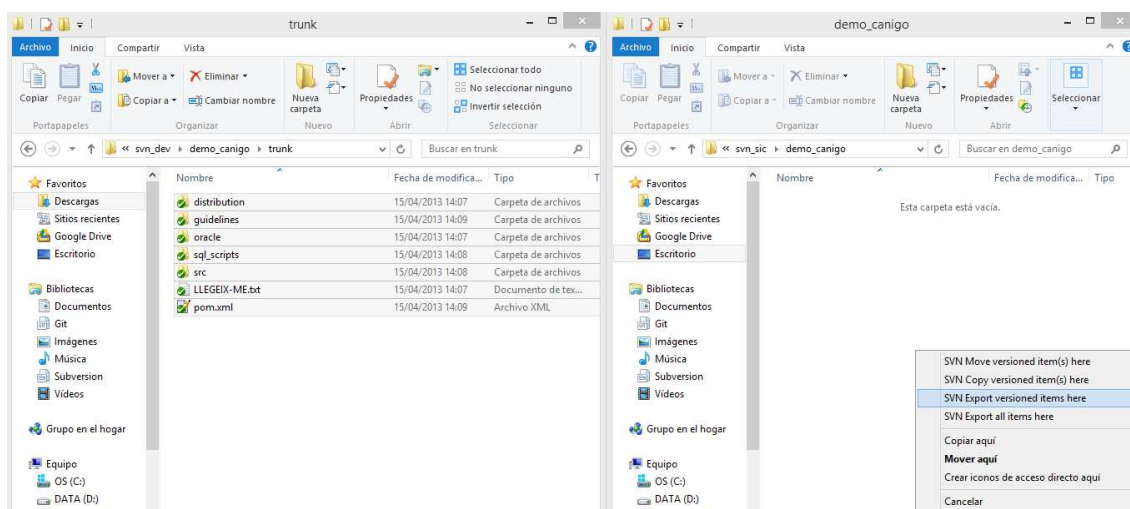 trunk
Archivo Inicio Compartir Vista
Copiar Pegar
Mover a
Copiar a
Eliminar
Cambiar nombre
Nueva carpeta
Propiedades
Seleccionar todo
No seleccionar ninguno
Invertir selección
Portapapeles Organizar Nuevo Abrir Seleccionar
« svn_dev demo_canigo trunk
Buscar en trunk
Favoritos
Descargas
Sitios recientes
Google Drive
Escritorio
Bibliotecas
Documentos
Git
Imágenes
Música
Subversion
Vídeos
Grupo en el hogar
Equipo
OS (C:)
DATA (D:)
Nombre Fecha de modifica... Tipo T
distribution 15/04/2013 14:07 Carpeta de archivos
guidelines 15/04/2013 14:09 Carpeta de archivos
oracle 15/04/2013 14:07 Carpeta de archivos
sql_scripts 15/04/2013 14:08 Carpeta de archivos
src 15/04/2013 14:08 Carpeta de archivos
LLEGEIX-ME.txt 15/04/2013 14:07 Documento de tex...
pom.xml 15/04/2013 14:09 Archivo XML
demo_canigo
Archivo Inicio Compartir Vista
Copiar Pegar
Mover a
Copiar a
Eliminar
Cambiar nombre
Nueva carpeta
Propiedades
Seleccionar
Portapapeles Organizar Nuevo Abrir
« svn_sic demo_canigo
Buscar en demo_canigo
Favoritos
Descargas
Sitios recientes
Google Drive
Escritorio
Bibliotecas
Documentos
Git
Imágenes
Música
Subversion
Vídeos
Grupo en el hogar
Equipo
OS (C:)
DATA (D:)
Nombre Fecha de modifica... Tipo
Esta carpeta está vacía.
SVN Move versioned item(s) here
SVN Copy versioned item(s) here
SVN Export versioned items here
SVN Export all items here
Copiar aquí
Mover aquí
Crear iconos de acceso directo aquí
Cancelar